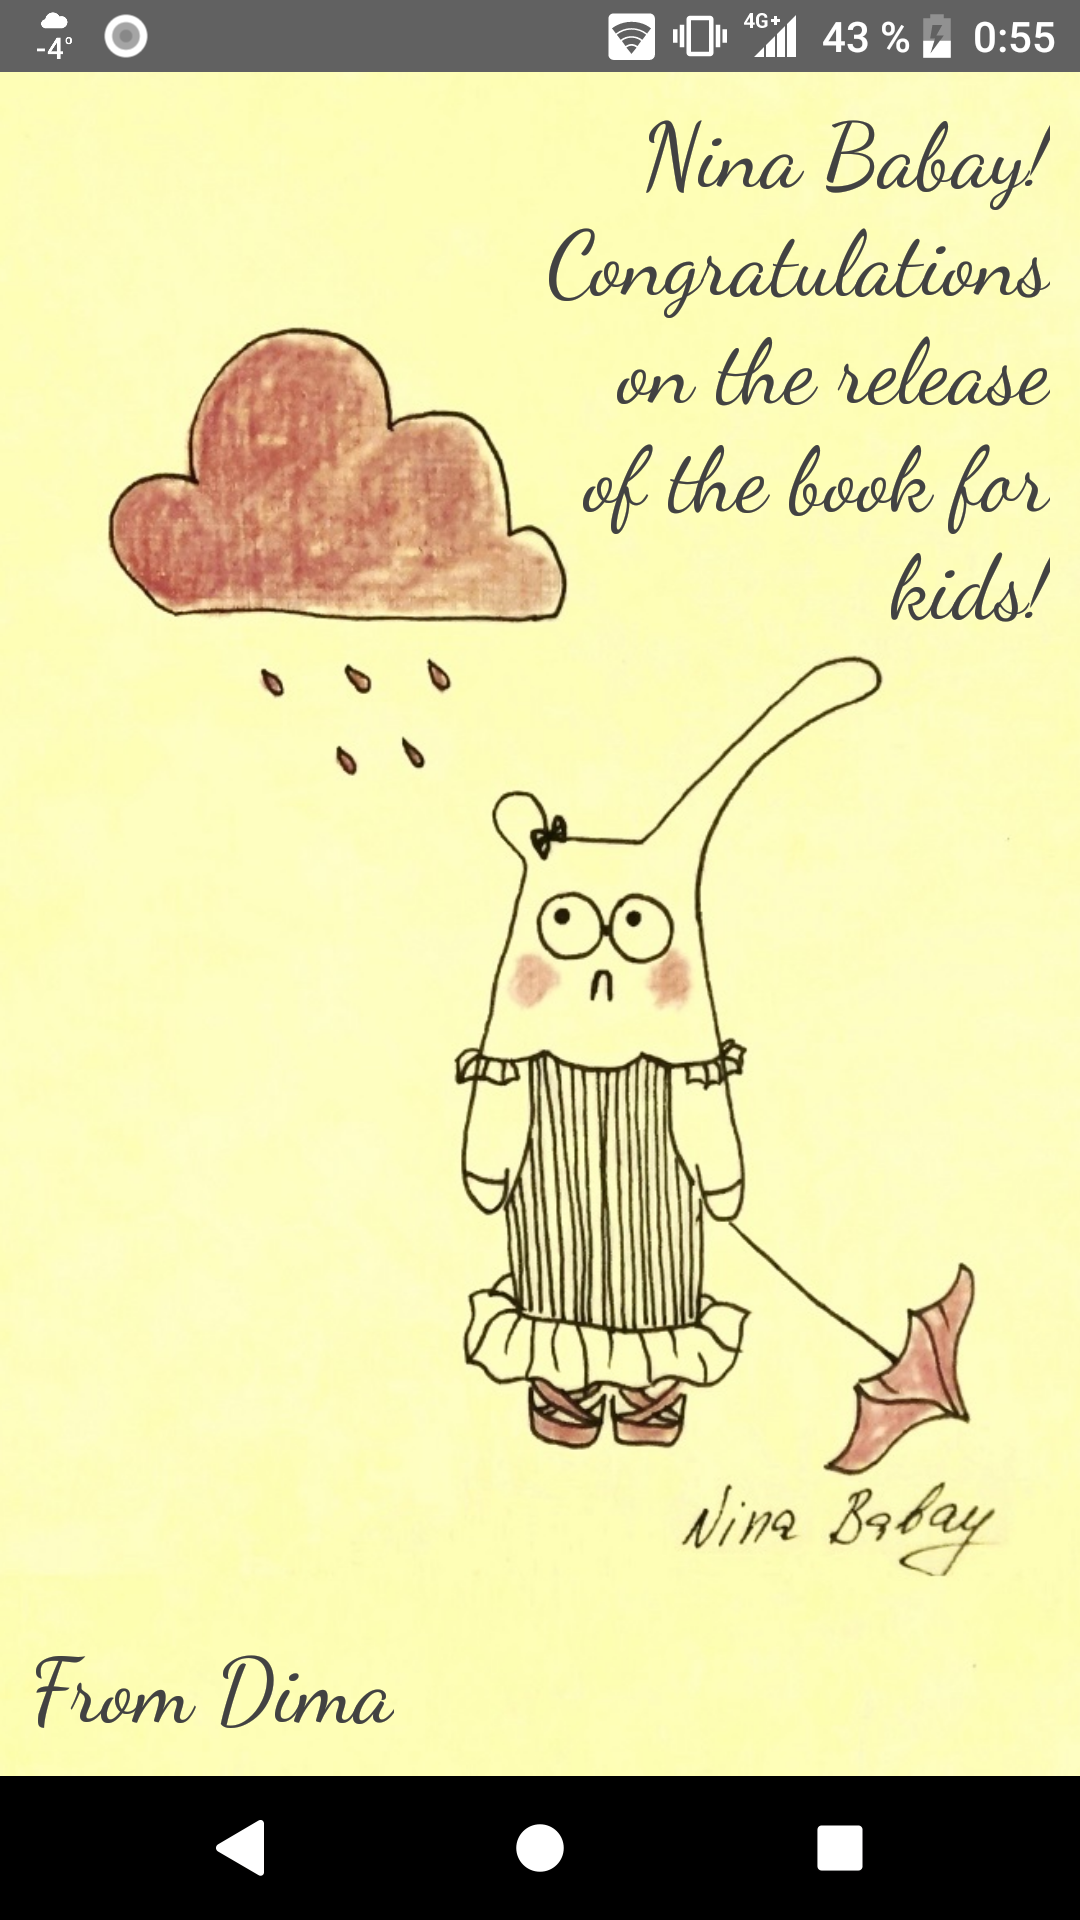 -4°
4G+
43 %
0:55
Nina Babay!
Congratulations
on the release
of the book for
kids!
Nina Babay
From Dima